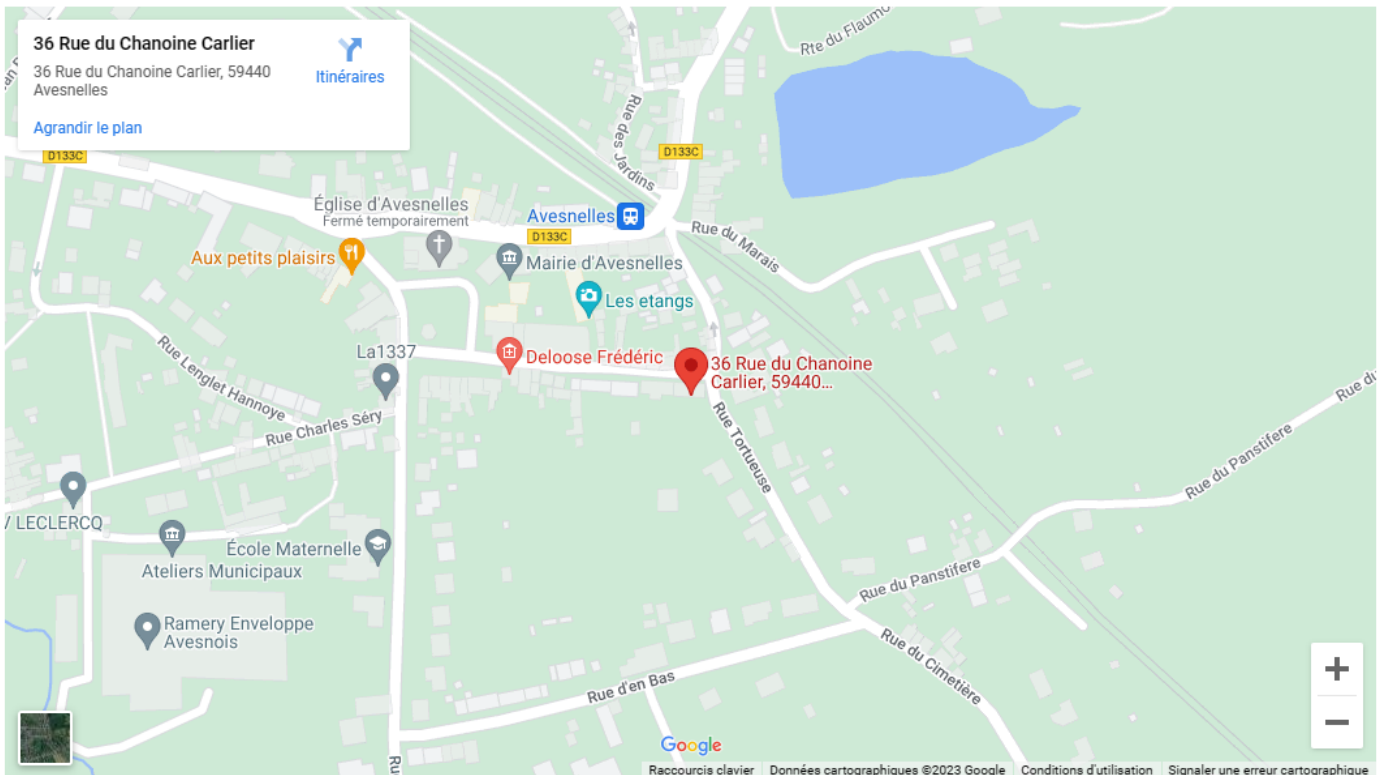 36 Rue du Chanoine Carlier
36 Rue du Chanoine Carlier, 59440
Avesnelles
Itinéraires
Agrandir le plan
Rte du Flaumo
D133C
Rue des Jardins
D133C
Église d'Avesnelles
Fermé temporairement
Avesnelles
D133C
Rue du Marais
Aux petits plaisirs
Mairie d'Avesnelles
Les etangs
Rue Lenglet Hannoye
La1337
Deloose Frédéric
36 Rue du Chanoine
Carlier, 59440...
Rue du
Rue Charles Séry
Rue Tortueuse
Rue du Panstifere
LECLERCQ
École Maternelle
Ateliers Municipaux
Rue du Panstifere
Ramery Enveloppe
Avesnois
Rue du Cimetière
Rue d'en Bas
Ru
Google
Raccourcis clavier
Données cartographiques ©2023 Google
Conditions d'utilisation
Signaler une erreur cartographique